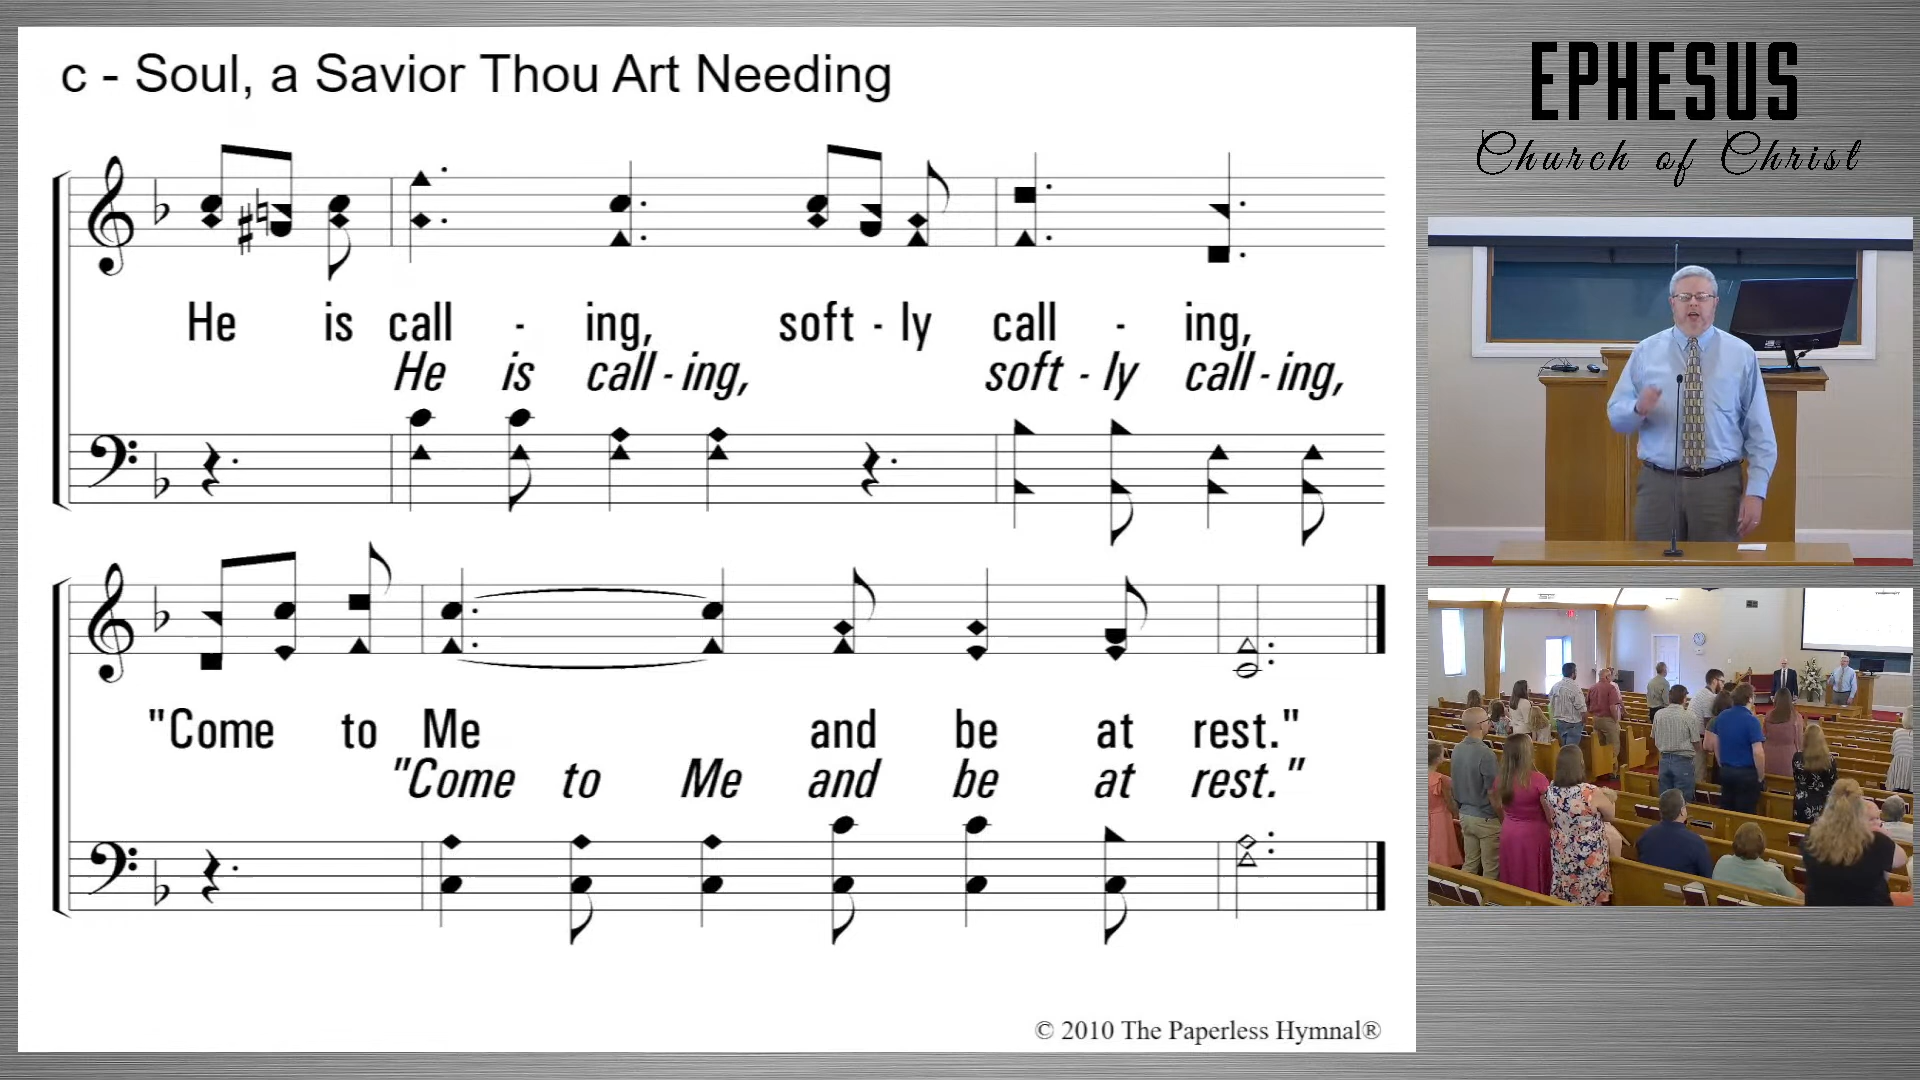 c - Soul, a Savior Thou Art Needing
He is call - ing, soft - ly call - ing,
He is call - ing, soft - ly call - ing,
"Come to Me and be at rest."
"Come to Me and be at rest."
© 2010 The Paperless Hymnal®
EPHESUS
Church of Christ